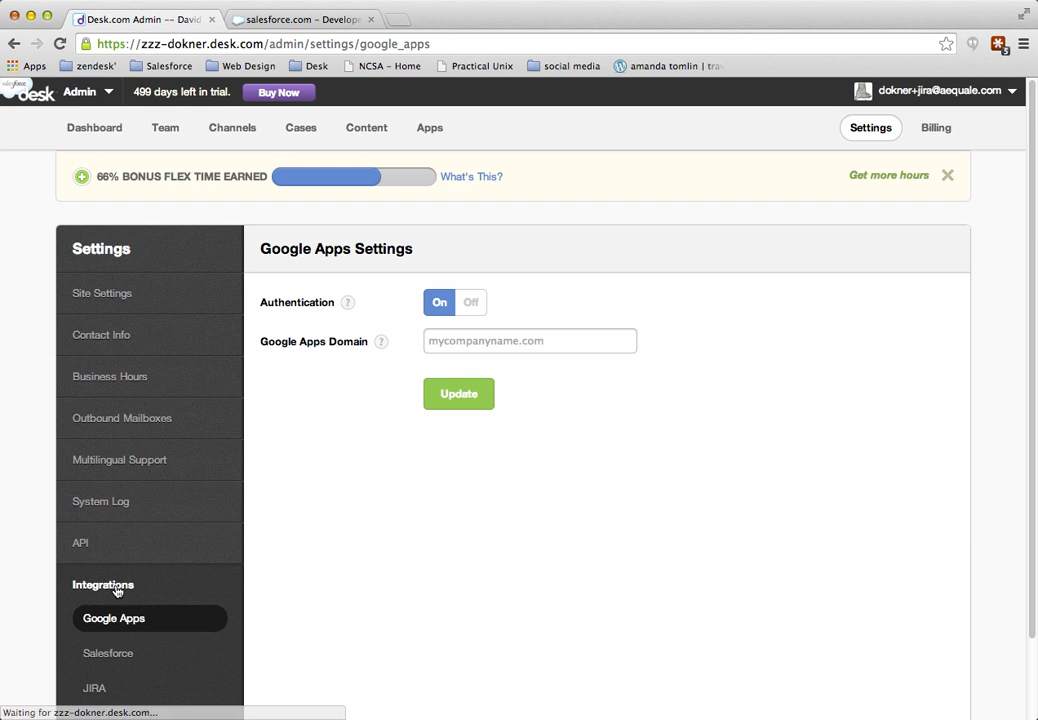 Desk.com Admin -- David
salesforce.com - Develope
https://zzz-dokner.desk.com/admin/settings/google_apps
Apps zendesk' Salesforce Web Design Desk NCSA - Home Practical Unix social media amanda tomlin | tra
salesforce
desk Admin 499 days left in trial. Buy Now dokner+jira@aequale.com
Dashboard Team Channels Cases Content Apps Settings Billing
66% BONUS FLEX TIME EARNED What's This? Get more hours
Settings
Google Apps Settings
Site Settings
Authentication ? On Off
Contact Info
Google Apps Domain ? mycompanyname.com
Business Hours
Update
Outbound Mailboxes
Multilingual Support
System Log
API
Integrations
Google Apps
Salesforce
JIRA
Waiting for zzz-dokner.desk.com...